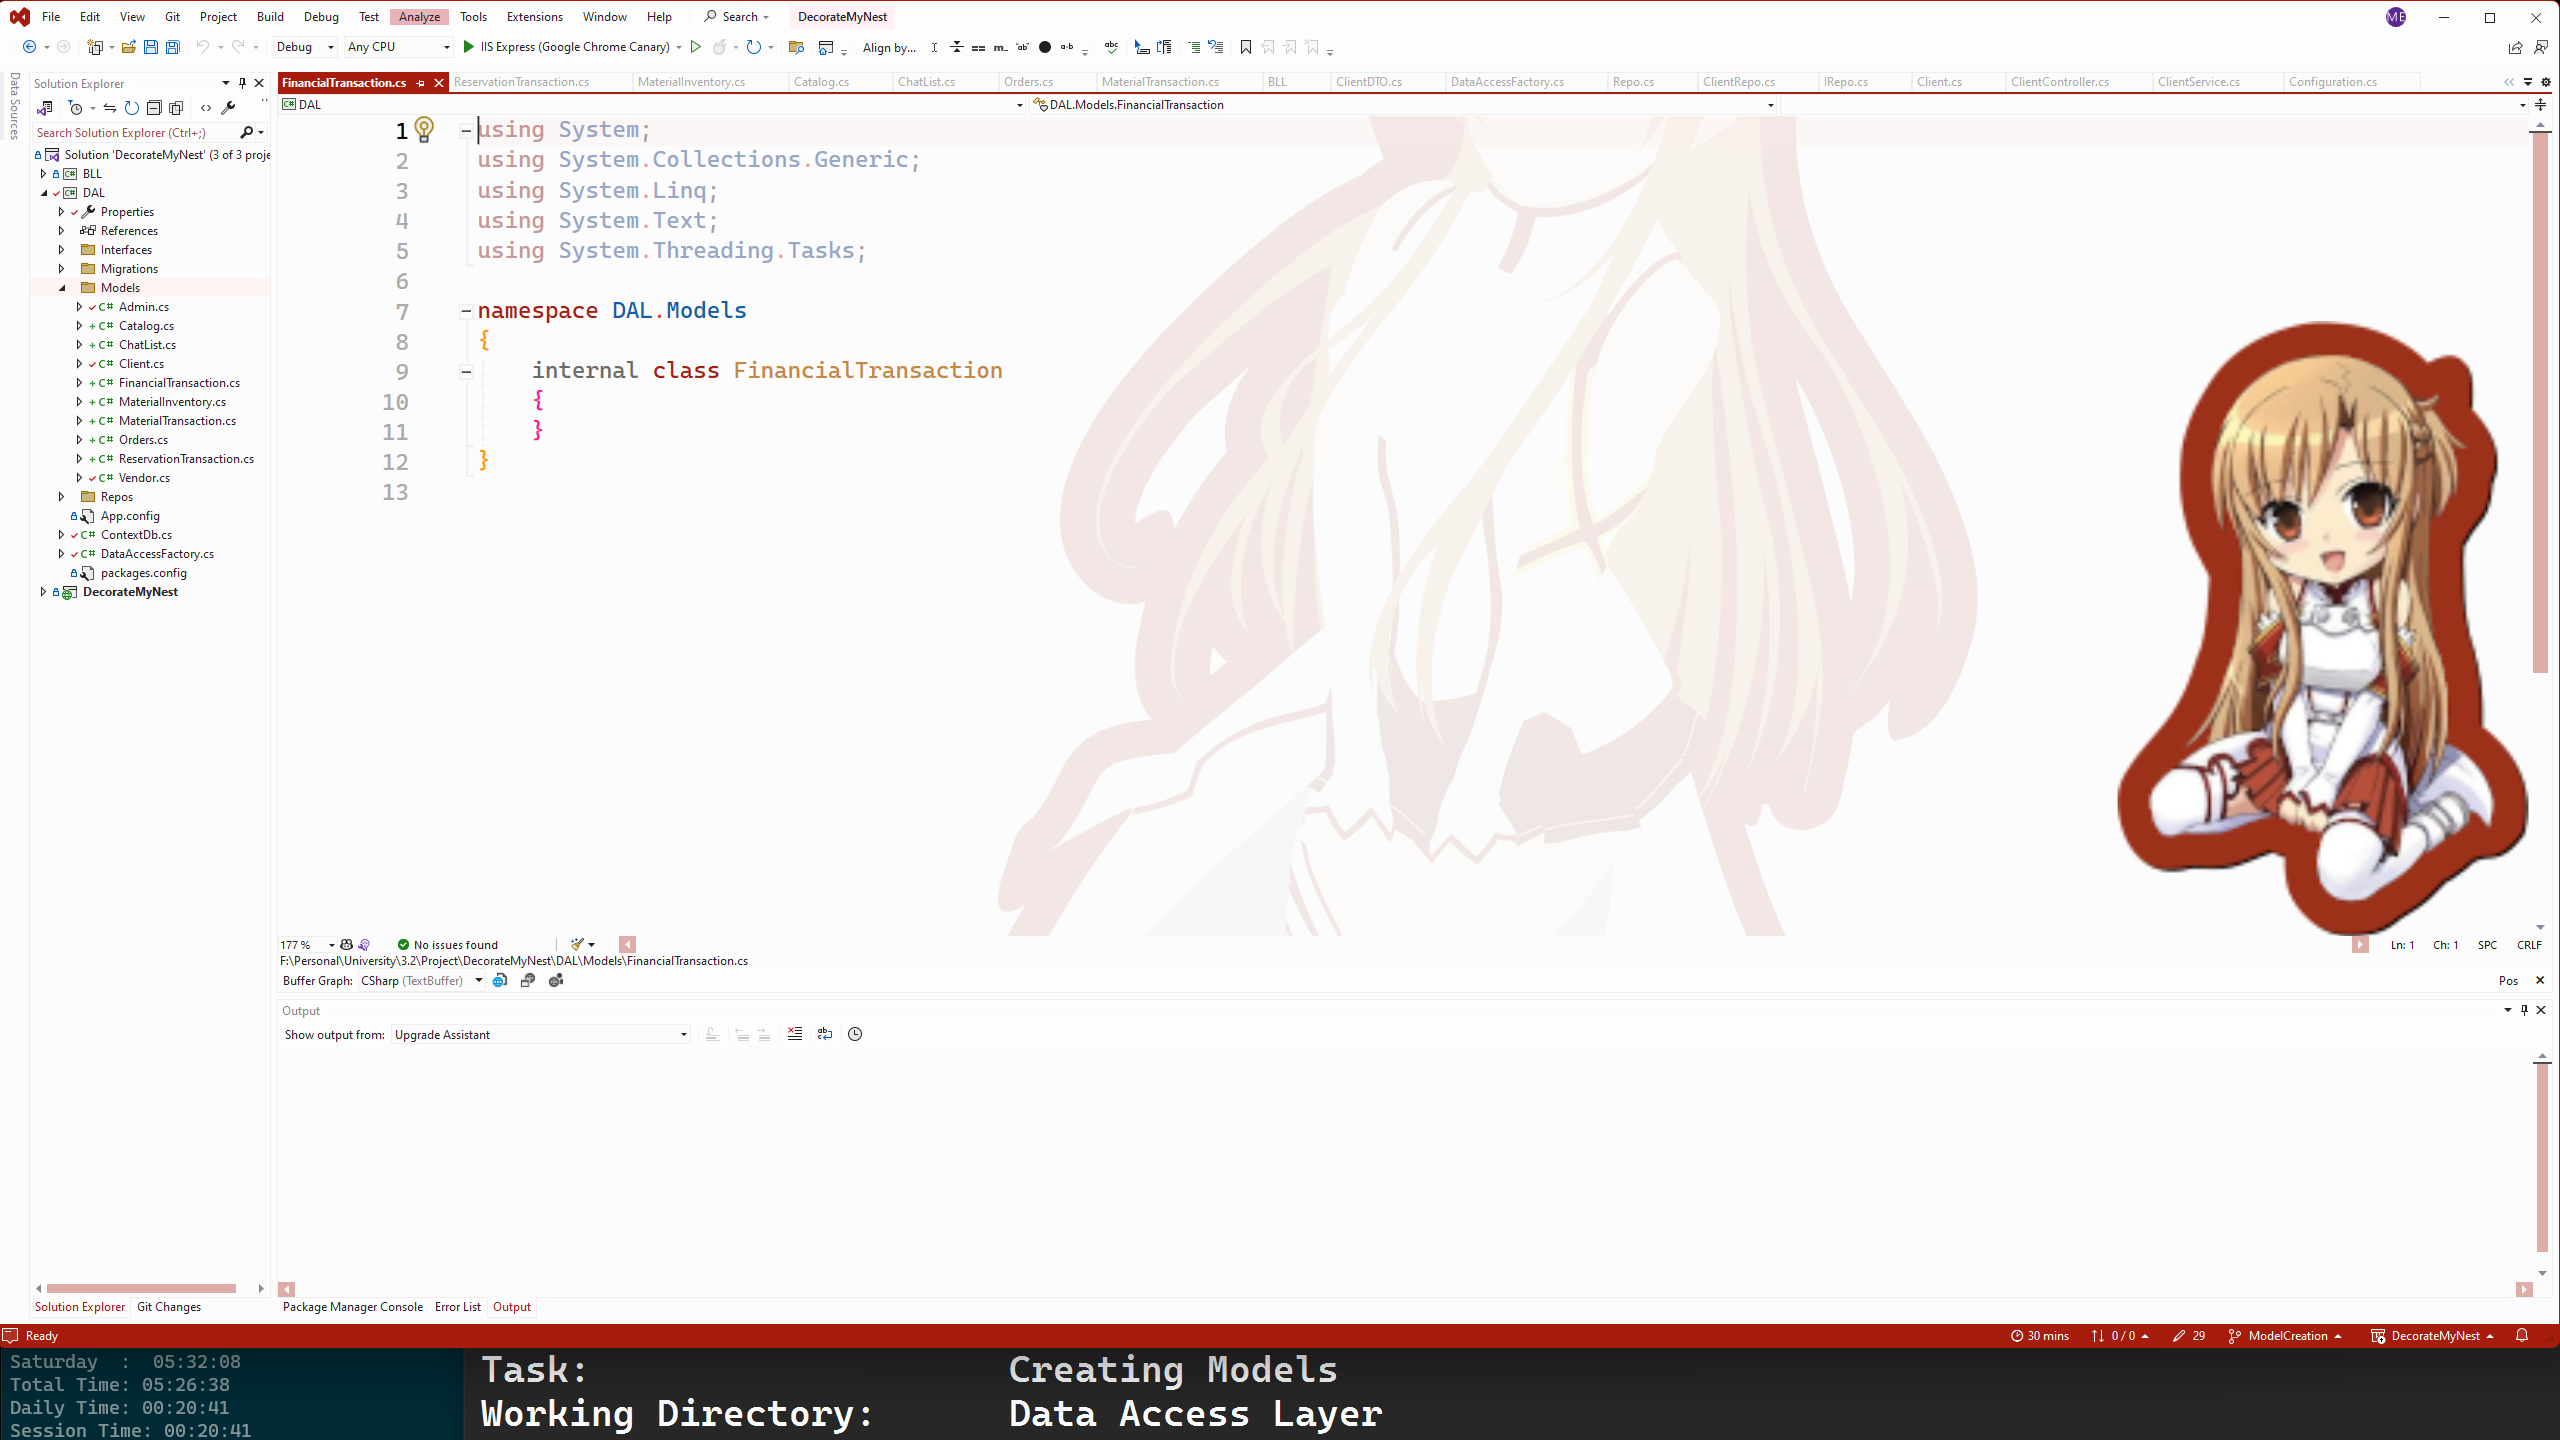 File Edit View Git Project Build Debug Test Analyze Tools Extensions Window Help Search DecorateMyNest ME
Debug Any CPU IIS Express (Google Chrome Canary) Align by...
Data Sources
Solution Explorer
Search Solution Explorer (Ctrl+;)
Solution 'DecorateMyNest' (3 of 3 proje
BLL
DAL
Properties
References
Interfaces
Migrations
Models
Admin.cs
Catalog.cs
ChatList.cs
Client.cs
FinancialTransaction.cs
MaterialInventory.cs
MaterialTransaction.cs
Orders.cs
ReservationTransaction.cs
Vendor.cs
Repos
App.config
ContextDb.cs
DataAccessFactory.cs
packages.config
DecorateMyNest
Solution Explorer Git Changes
FinancialTransaction.cs ReservationTransaction.cs MaterialInventory.cs Catalog.cs ChatList.cs Orders.cs MaterialTransaction.cs BLL ClientDTO.cs DataAccessFactory.cs Repo.cs ClientRepo.cs IRepo.cs Client.cs ClientController.cs ClientService.cs Configuration.cs
DAL DAL.Models.FinancialTransaction
1 using System;
2 using System.Collections.Generic;
3 using System.Linq;
4 using System.Text;
5 using System.Threading.Tasks;
6
7 namespace DAL.Models
8 {
9 internal class FinancialTransaction
10 {
11 }
12 }
13
177 % No issues found Ln: 1 Ch: 1 SPC CRLF
F:\Personal\University\3.2\Project\DecorateMyNest\DAL\Models\FinancialTransaction.cs
Buffer Graph: CSharp (TextBuffer) Pos
Output
Show output from: Upgrade Assistant
Package Manager Console Error List Output
Ready 30 mins 0 / 0 29 ModelCreation DecorateMyNest
Saturday : 05:32:08
Total Time: 05:26:38
Daily Time: 00:20:41
Session Time: 00:20:41
Task: Creating Models
Working Directory: Data Access Layer